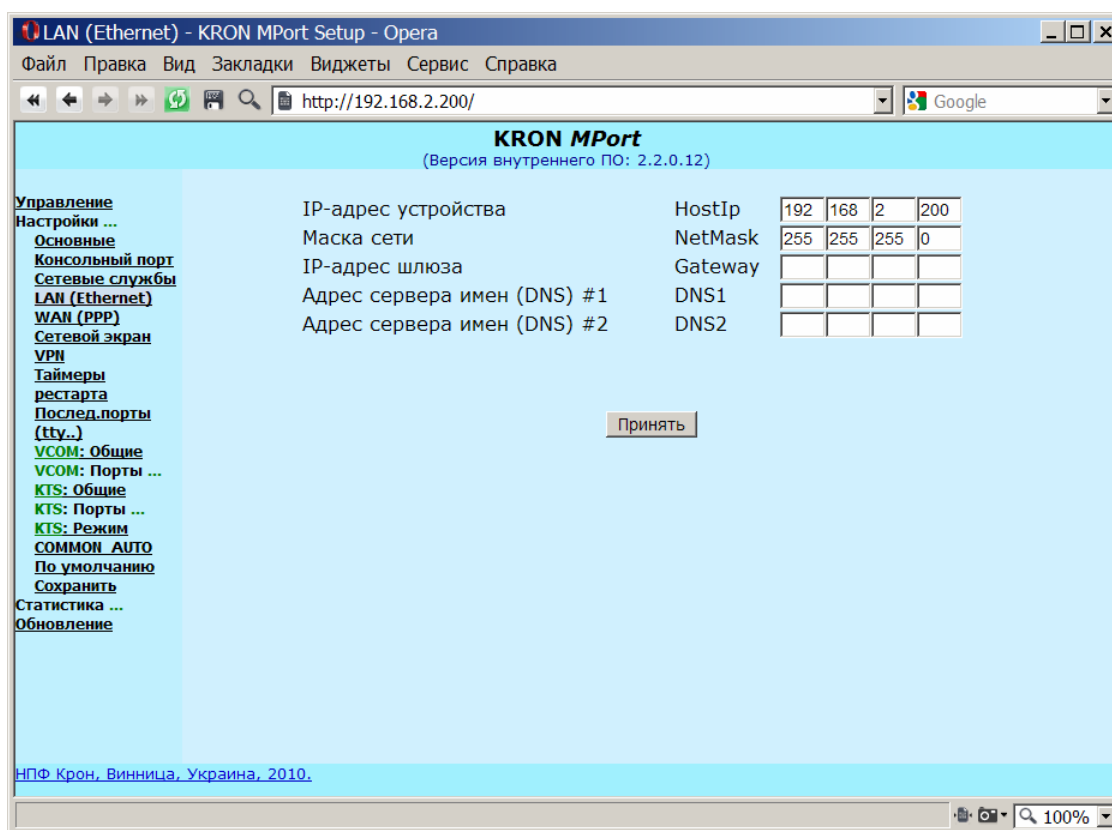 LAN (Ethernet) - KRON MPort Setup - Opera
Файл Правка Вид Закладки Виджеты Сервис Справка
http://192.168.2.200/ Google
KRON MPort
(Версия внутреннего ПО: 2.2.0.12)
Управление
Настройки ...
Основные
Консольный порт
Сетевые службы
LAN (Ethernet)
WAN (PPP)
Сетевой экран
VPN
Таймеры
рестарта
Послед.порты
(tty..)
VCOM: Общие
VCOM: Порты ...
KTS: Общие
KTS: Порты ...
KTS: Режим
COMMON_AUTO
По умолчанию
Сохранить
Статистика ...
Обновление
IP-адрес устройства HostIp 192 168 2 200
Маска сети NetMask 255 255 255 0
IP-адрес шлюза Gateway
Адрес сервера имен (DNS) #1 DNS1
Адрес сервера имен (DNS) #2 DNS2
Принять
НПФ Крон, Винница, Украина, 2010.
100%